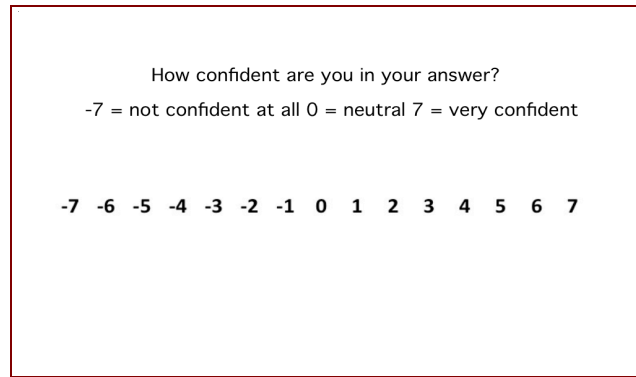 How confident are you in your answer?
-7 = not confident at all 0 = neutral 7 = very confident
-7 -6 -5 -4 -3 -2 -1 0 1 2 3 4 5 6 7